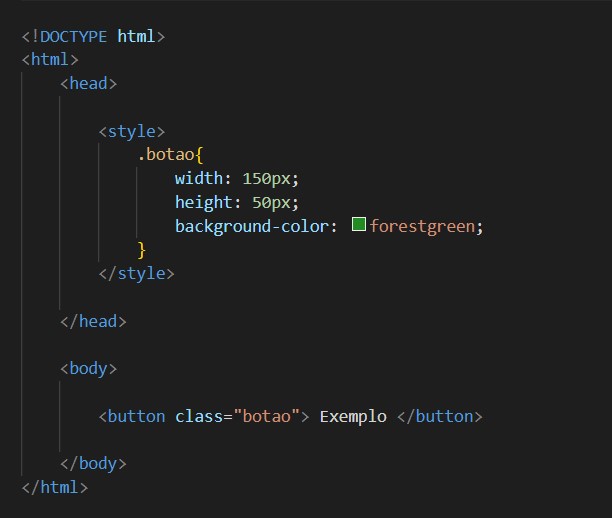 <!DOCTYPE html>
<html>
<head>
<style>
.botao{
width: 150px;
height: 50px;
background-color: forestgreen;
}
</style>
</head>
<body>
<button class="botao"> Exemplo </button>
</body>
</html>